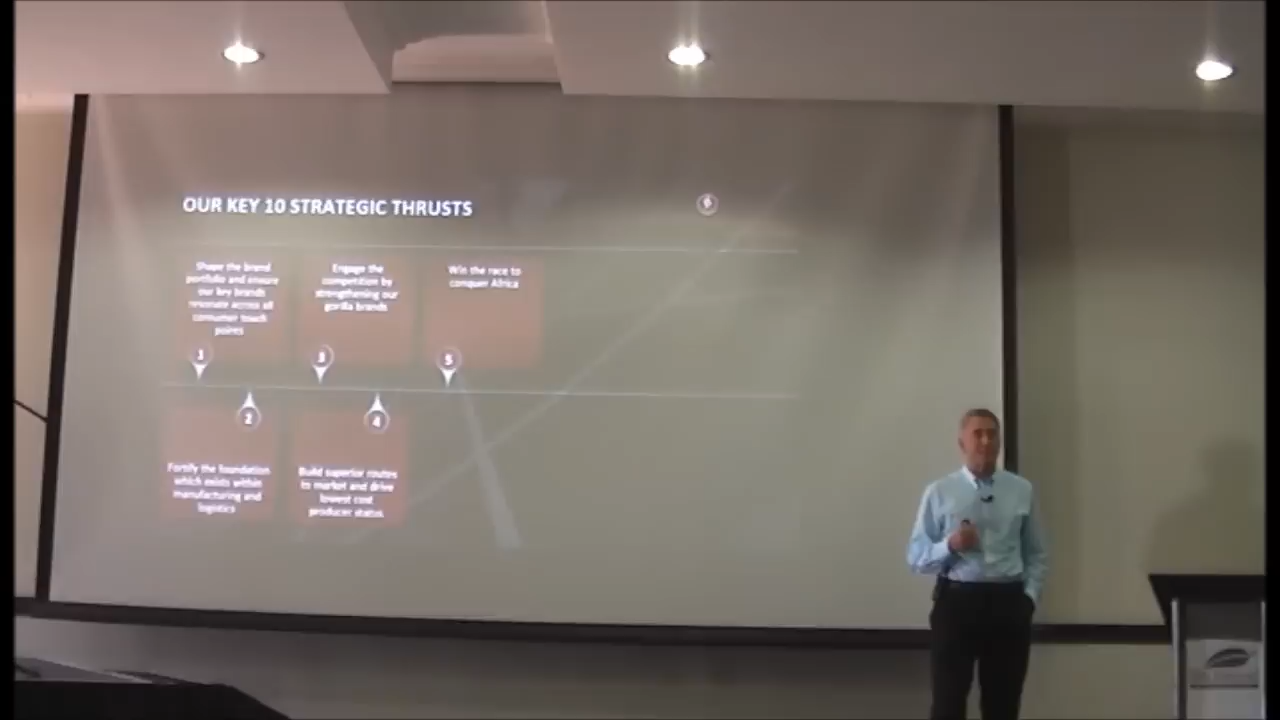 OUR KEY 10 STRATEGIC THRUSTS
Shape the brand
portfolio and ensure
our key brands
resonate across all
consumer touch
points
1
Engage the
competition by
strengthening our
gorilla brands
3
Win the race to
conquer Africa
5
2
Fortify the foundation
which exists within
manufacturing and
logistics
4
Build superior routes
to market and drive
lowest cost
producer status